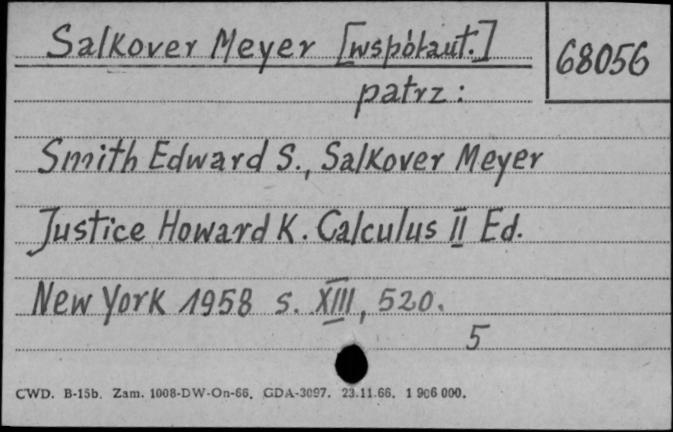 Salkover Meyer [współaut.]
68056
patrz:
Smith Edward S., Salkover Meyer
Justice Howard K. Calculus II Ed.
New York 1958 s. XIII, 520.
5
CWD. B-15b. Zam. 1008-DW-On-66. GDA-3097. 23.11.66. 1 906 000.